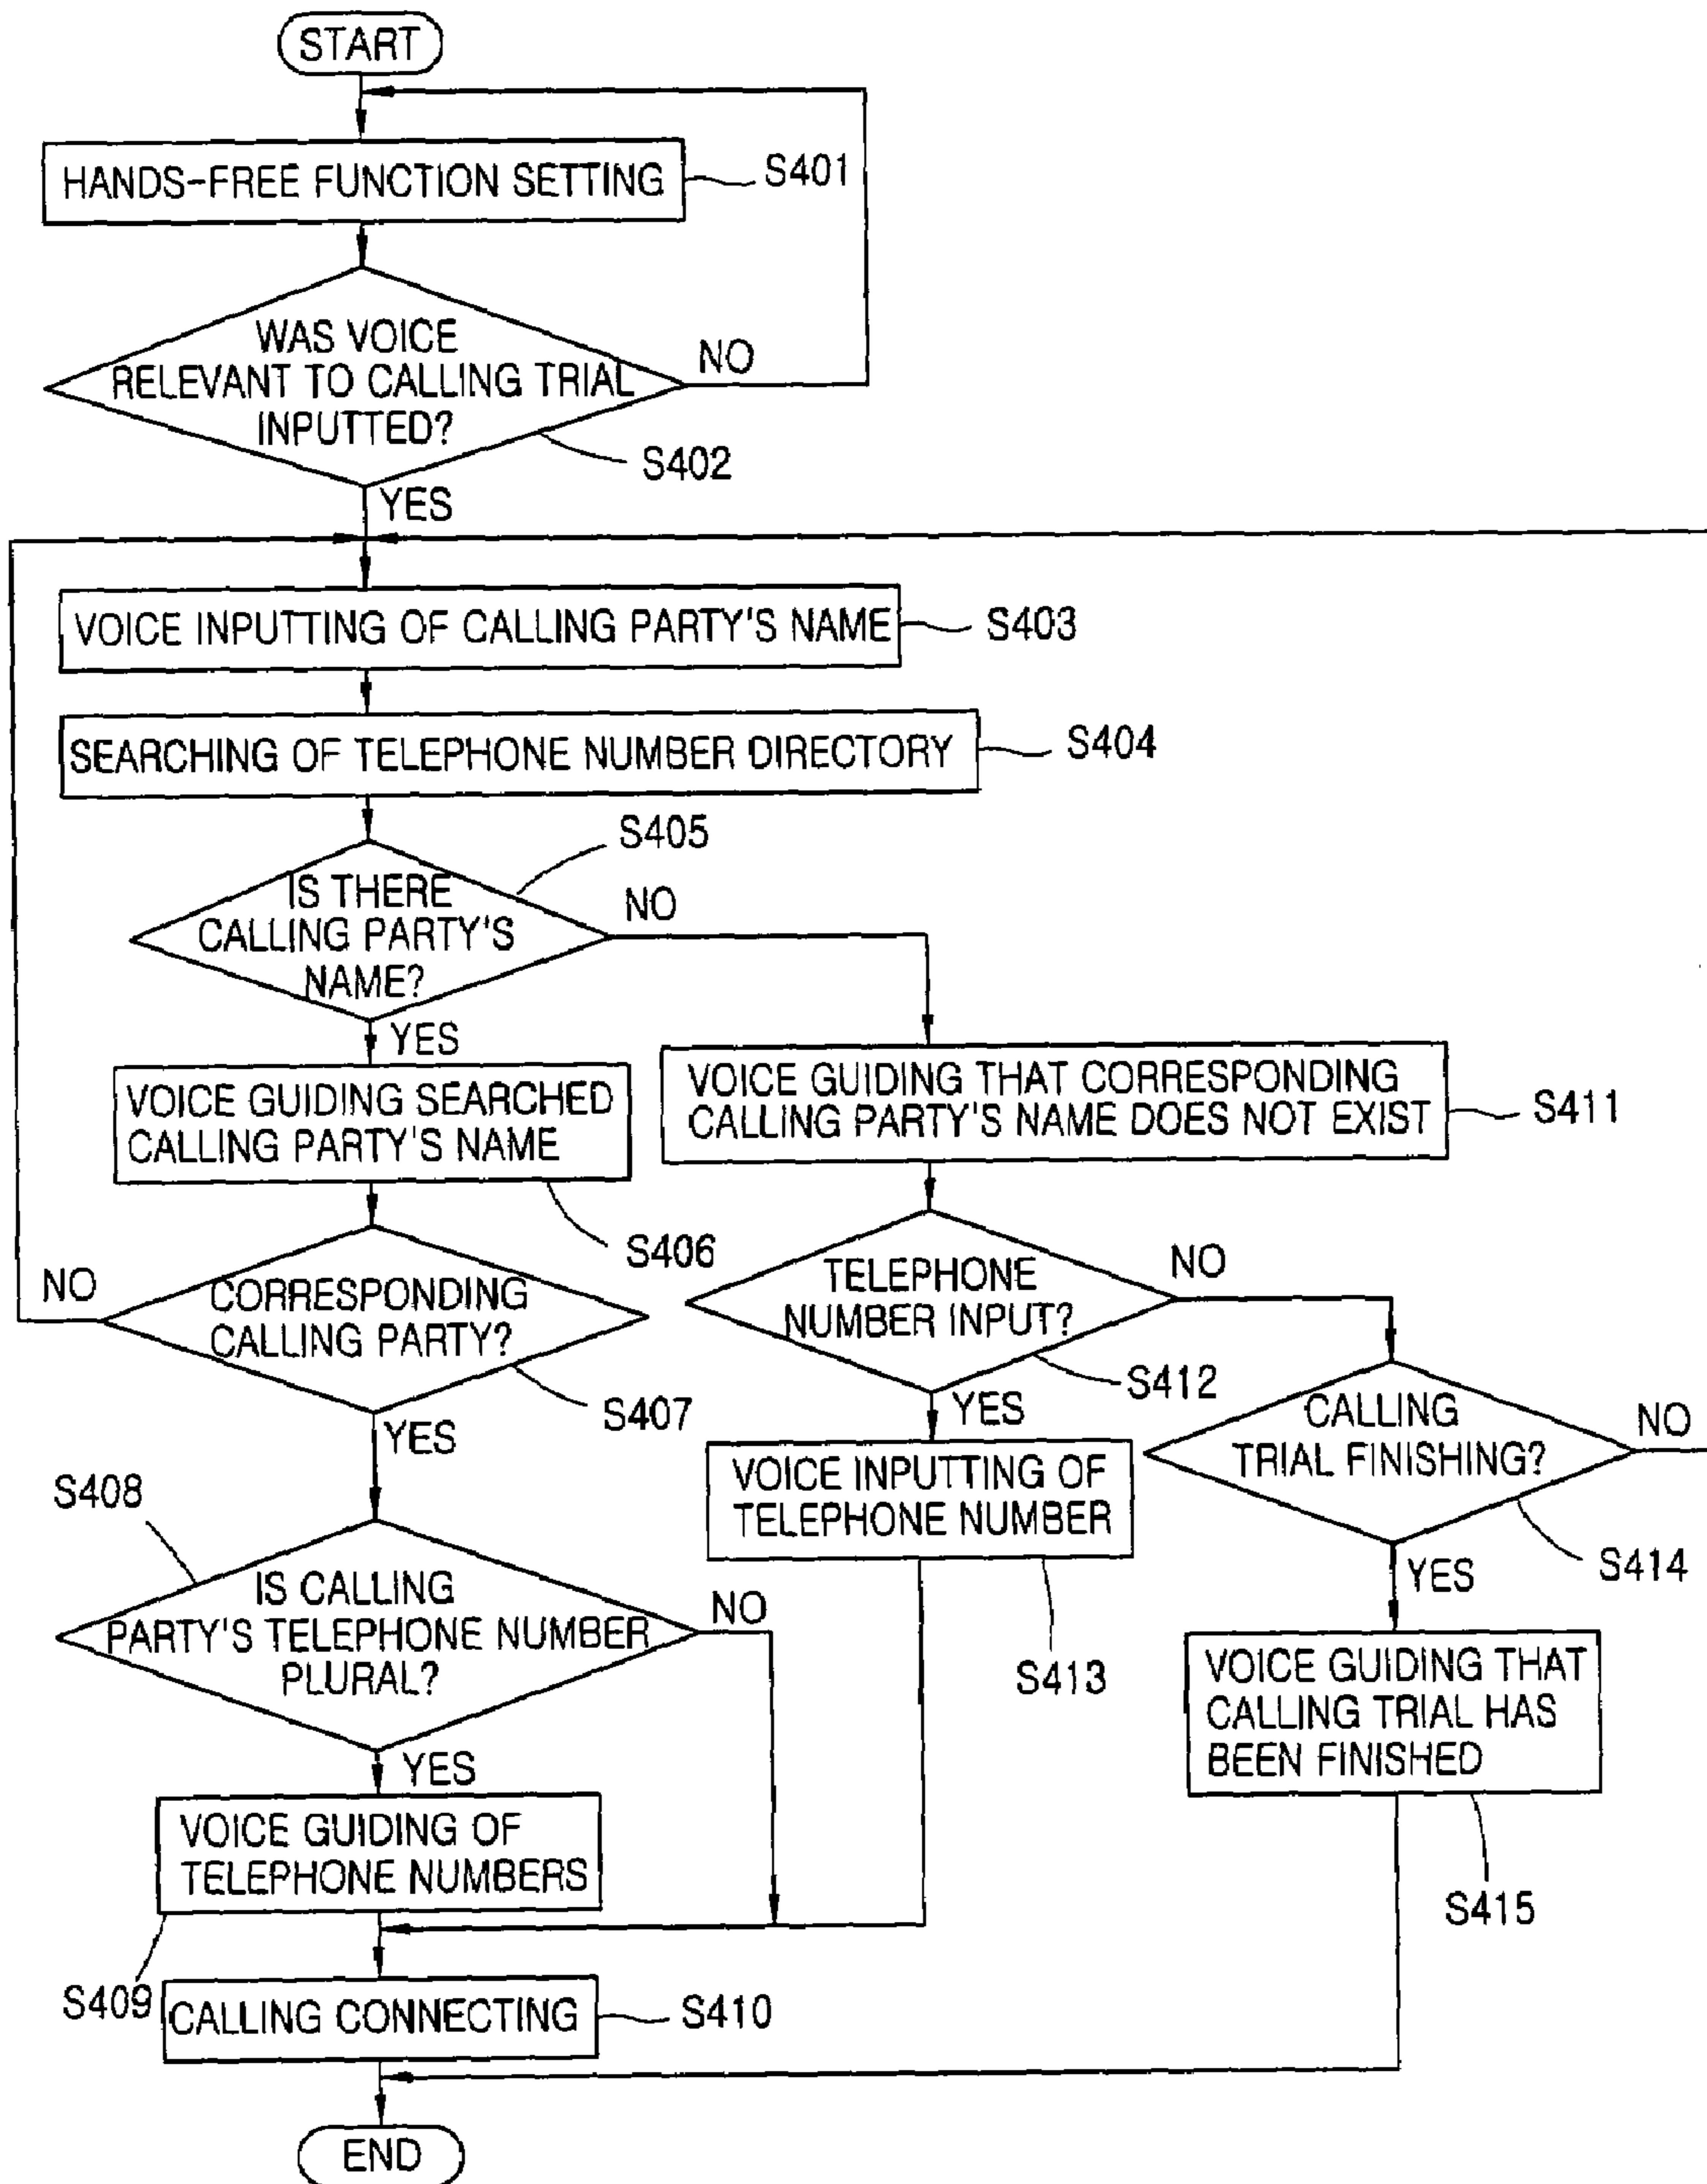 START
HANDS-FREE FUNCTION SETTING
S401
WAS VOICE
RELEVANT TO CALLING TRIAL
INPUTTED?
NO
S402
YES
VOICE INPUTTING OF CALLING PARTY'S NAME
S403
SEARCHING OF TELEPHONE NUMBER DIRECTORY
S404
S405
IS THERE
CALLING PARTY'S
NAME?
NO
YES
VOICE GUIDING SEARCHED
CALLING PARTY'S NAME
S406
VOICE GUIDING THAT CORRESPONDING
CALLING PARTY'S NAME DOES NOT EXIST
S411
NO
CORRESPONDING
CALLING PARTY?
S407
YES
TELEPHONE
NUMBER INPUT?
NO
S412
YES
CALLING
TRIAL FINISHING?
NO
S414
YES
VOICE INPUTTING OF
TELEPHONE NUMBER
S413
S408
IS CALLING
PARTY'S TELEPHONE NUMBER
PLURAL?
NO
YES
VOICE GUIDING THAT
CALLING TRIAL HAS
BEEN FINISHED
S415
VOICE GUIDING OF
TELEPHONE NUMBERS
S409
CALLING CONNECTING
S410
END